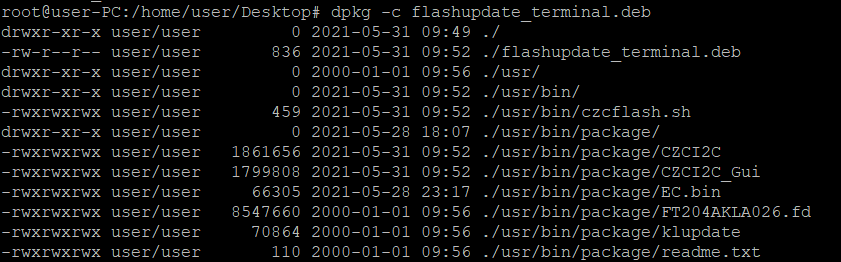 root@user-PC:/home/user/Desktop# dpkg -c flashupdate_terminal.deb
drwxr-xr-x user/user         0 2021-05-31 09:49 ./
-rw-r--r-- user/user       836 2021-05-31 09:52 ./flashupdate_terminal.deb
drwxr-xr-x user/user         0 2000-01-01 09:56 ./usr/
drwxr-xr-x user/user         0 2021-05-31 09:52 ./usr/bin/
-rwxrwxrwx user/user       459 2021-05-31 09:52 ./usr/bin/czcflash.sh
drwxr-xr-x user/user         0 2021-05-28 18:07 ./usr/bin/package/
-rwxrwxrwx user/user   1861656 2021-05-31 09:52 ./usr/bin/package/CZCI2C
-rwxrwxrwx user/user   1799808 2021-05-31 09:52 ./usr/bin/package/CZCI2C_Gui
-rwxrwxrwx user/user     66305 2021-05-28 23:17 ./usr/bin/package/EC.bin
-rwxrwxrwx user/user   8547660 2000-01-01 09:56 ./usr/bin/package/FT204AKLA026.fd
-rwxrwxrwx user/user     70864 2000-01-01 09:56 ./usr/bin/package/klupdate
-rwxrwxrwx user/user       110 2000-01-01 09:56 ./usr/bin/package/readme.txt